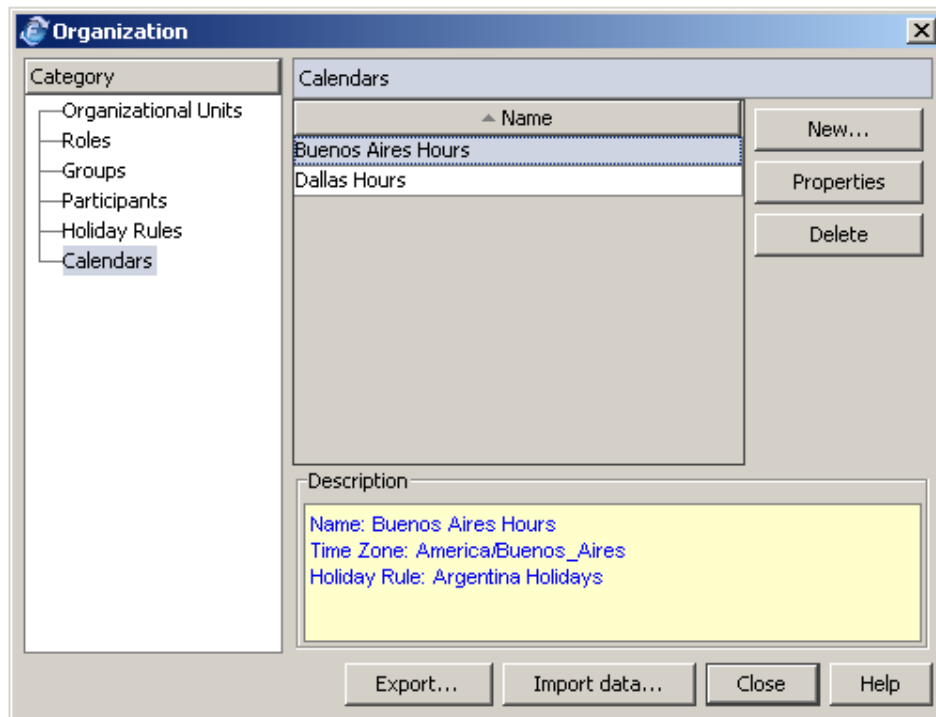 Organization
Category
Organizational Units
Roles
Groups
Participants
Holiday Rules
Calendars
Calendars
Name
Buenos Aires Hours
Dallas Hours
New...
Properties
Delete
Description
Name: Buenos Aires Hours
Time Zone: America/Buenos_Aires
Holiday Rule: Argentina Holidays
Export...
Import data...
Close
Help